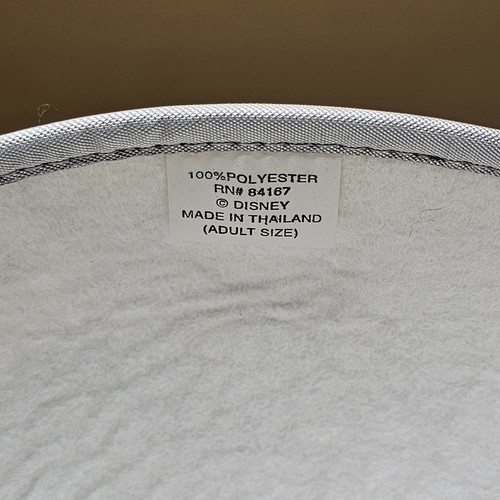 100%POLYESTER
RN# 84167
© DISNEY
MADE IN THAILAND
(ADULT SIZE)